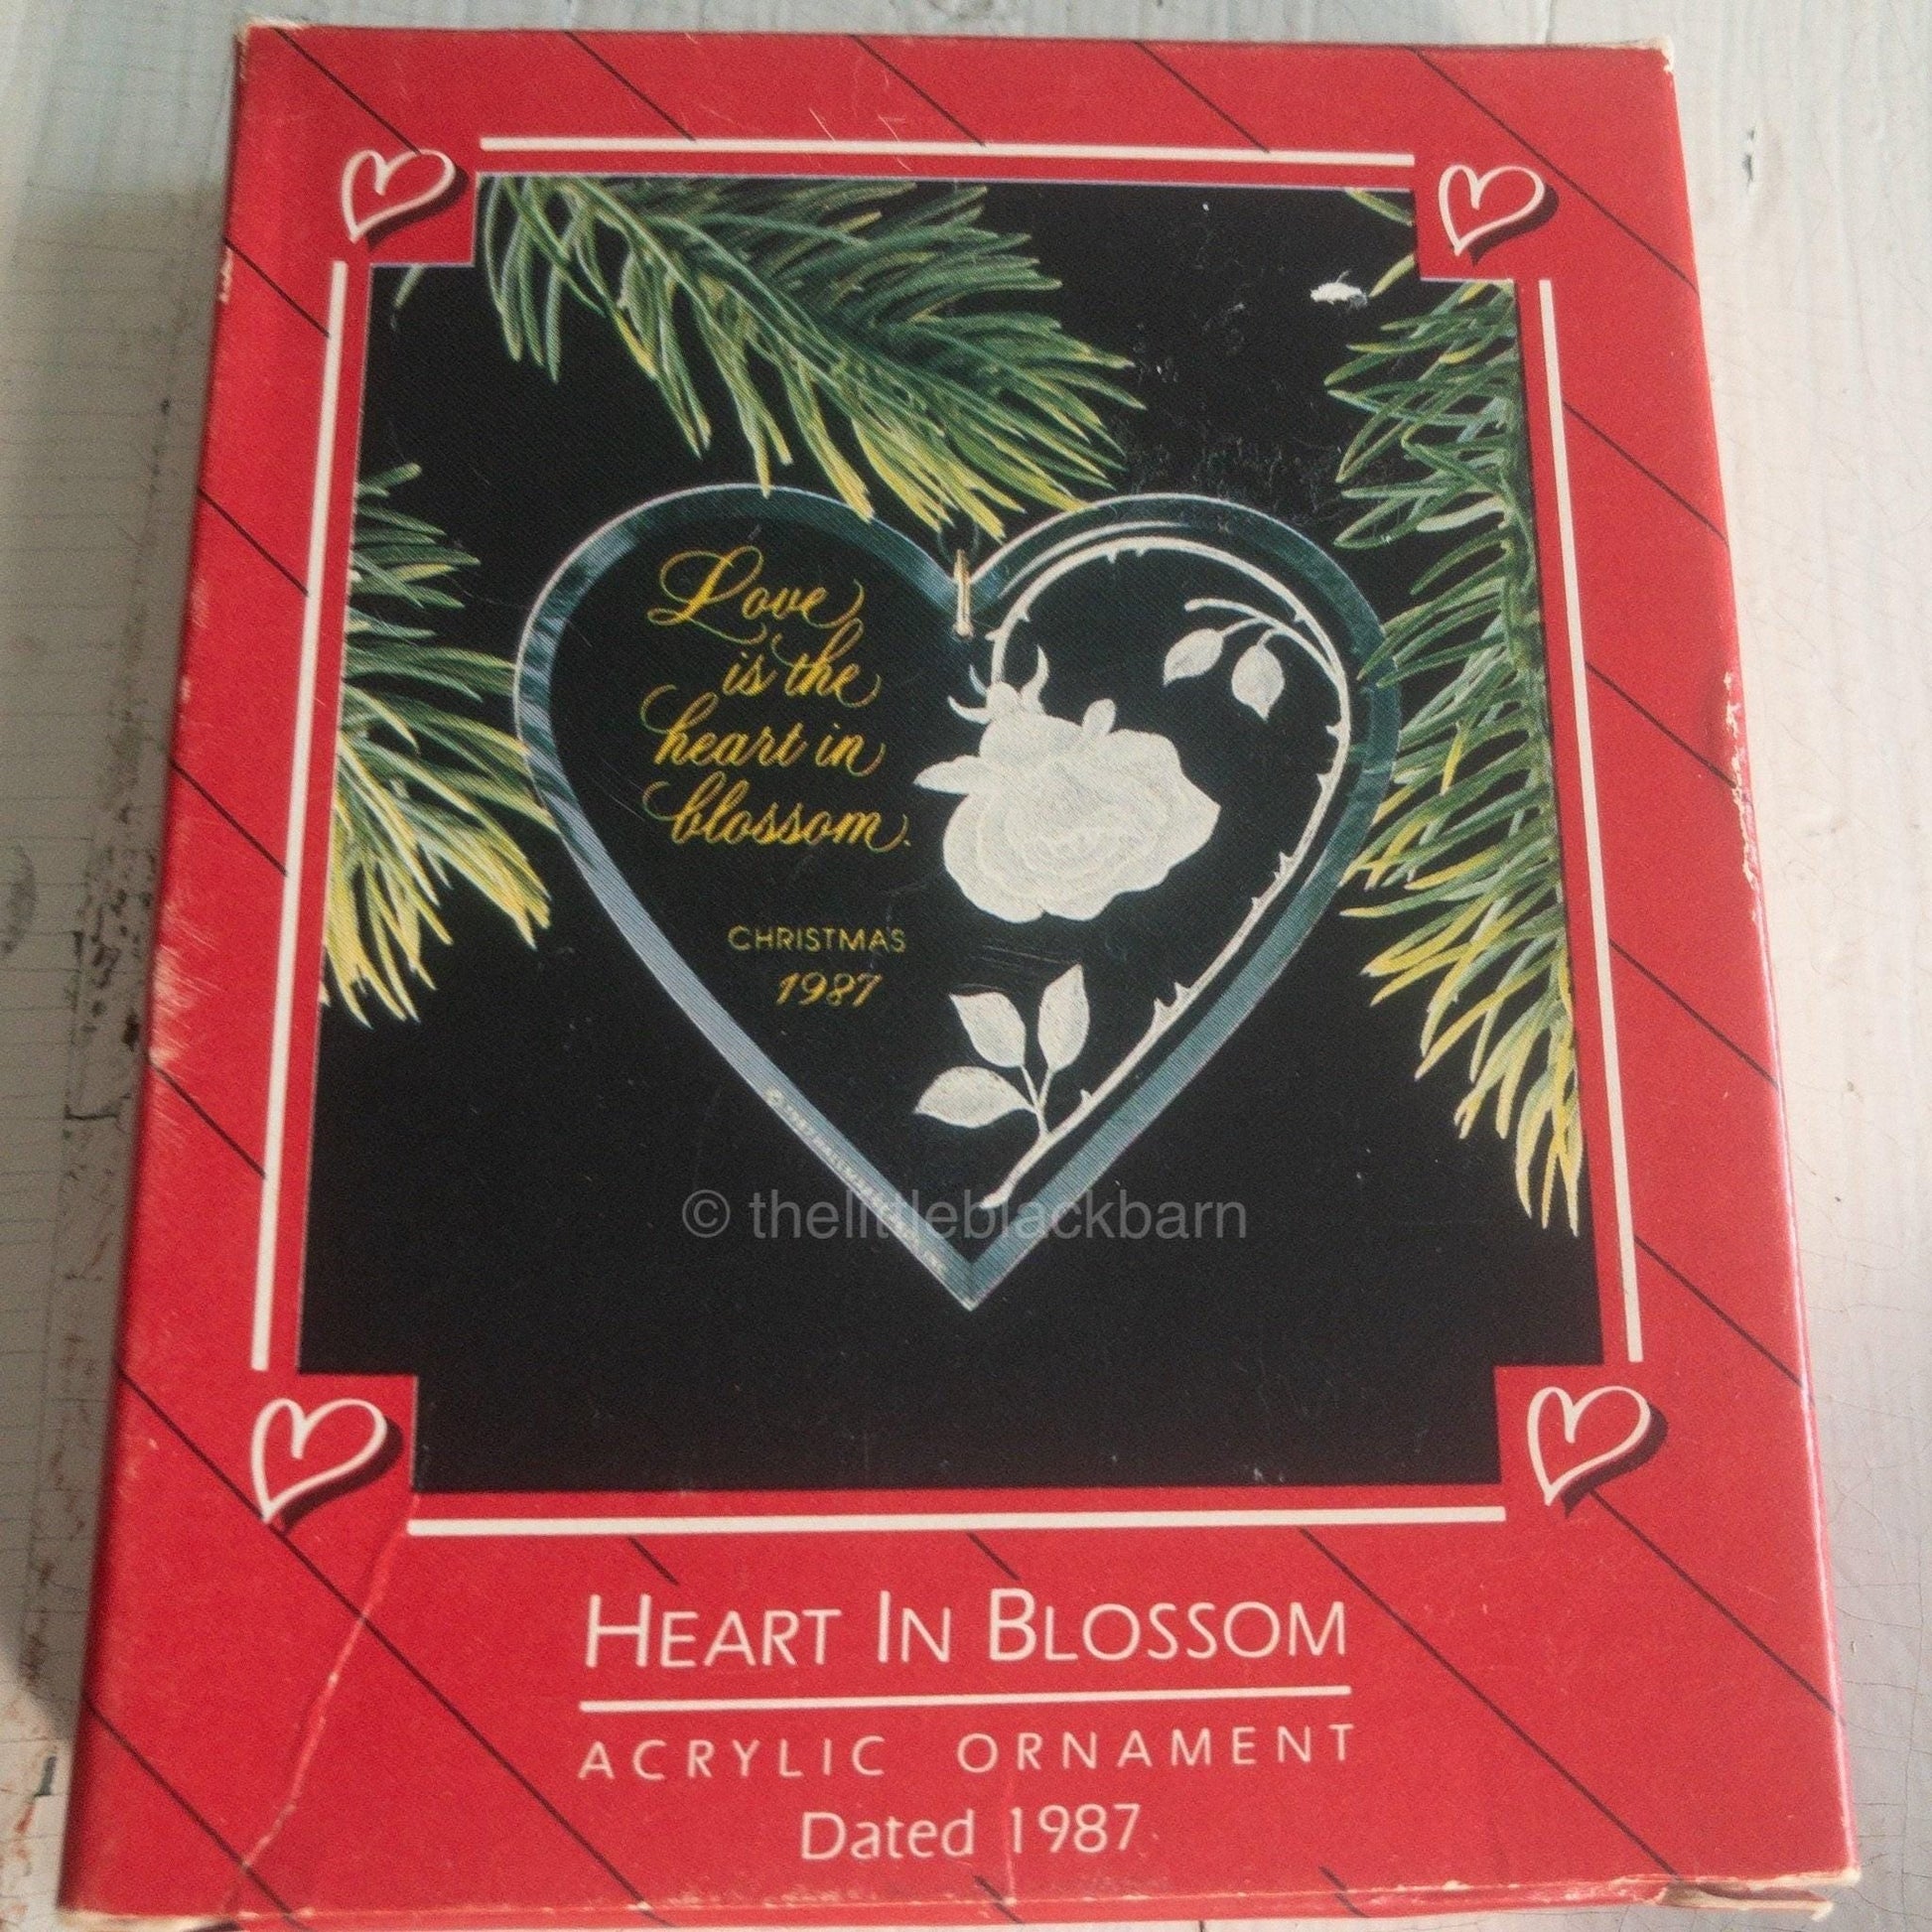 Love
is the
heart in
blossom.
CHRISTMAS
1987
© thelittleblackbarn
HEART IN BLOSSOM
ACRYLIC ORNAMENT
Dated 1987